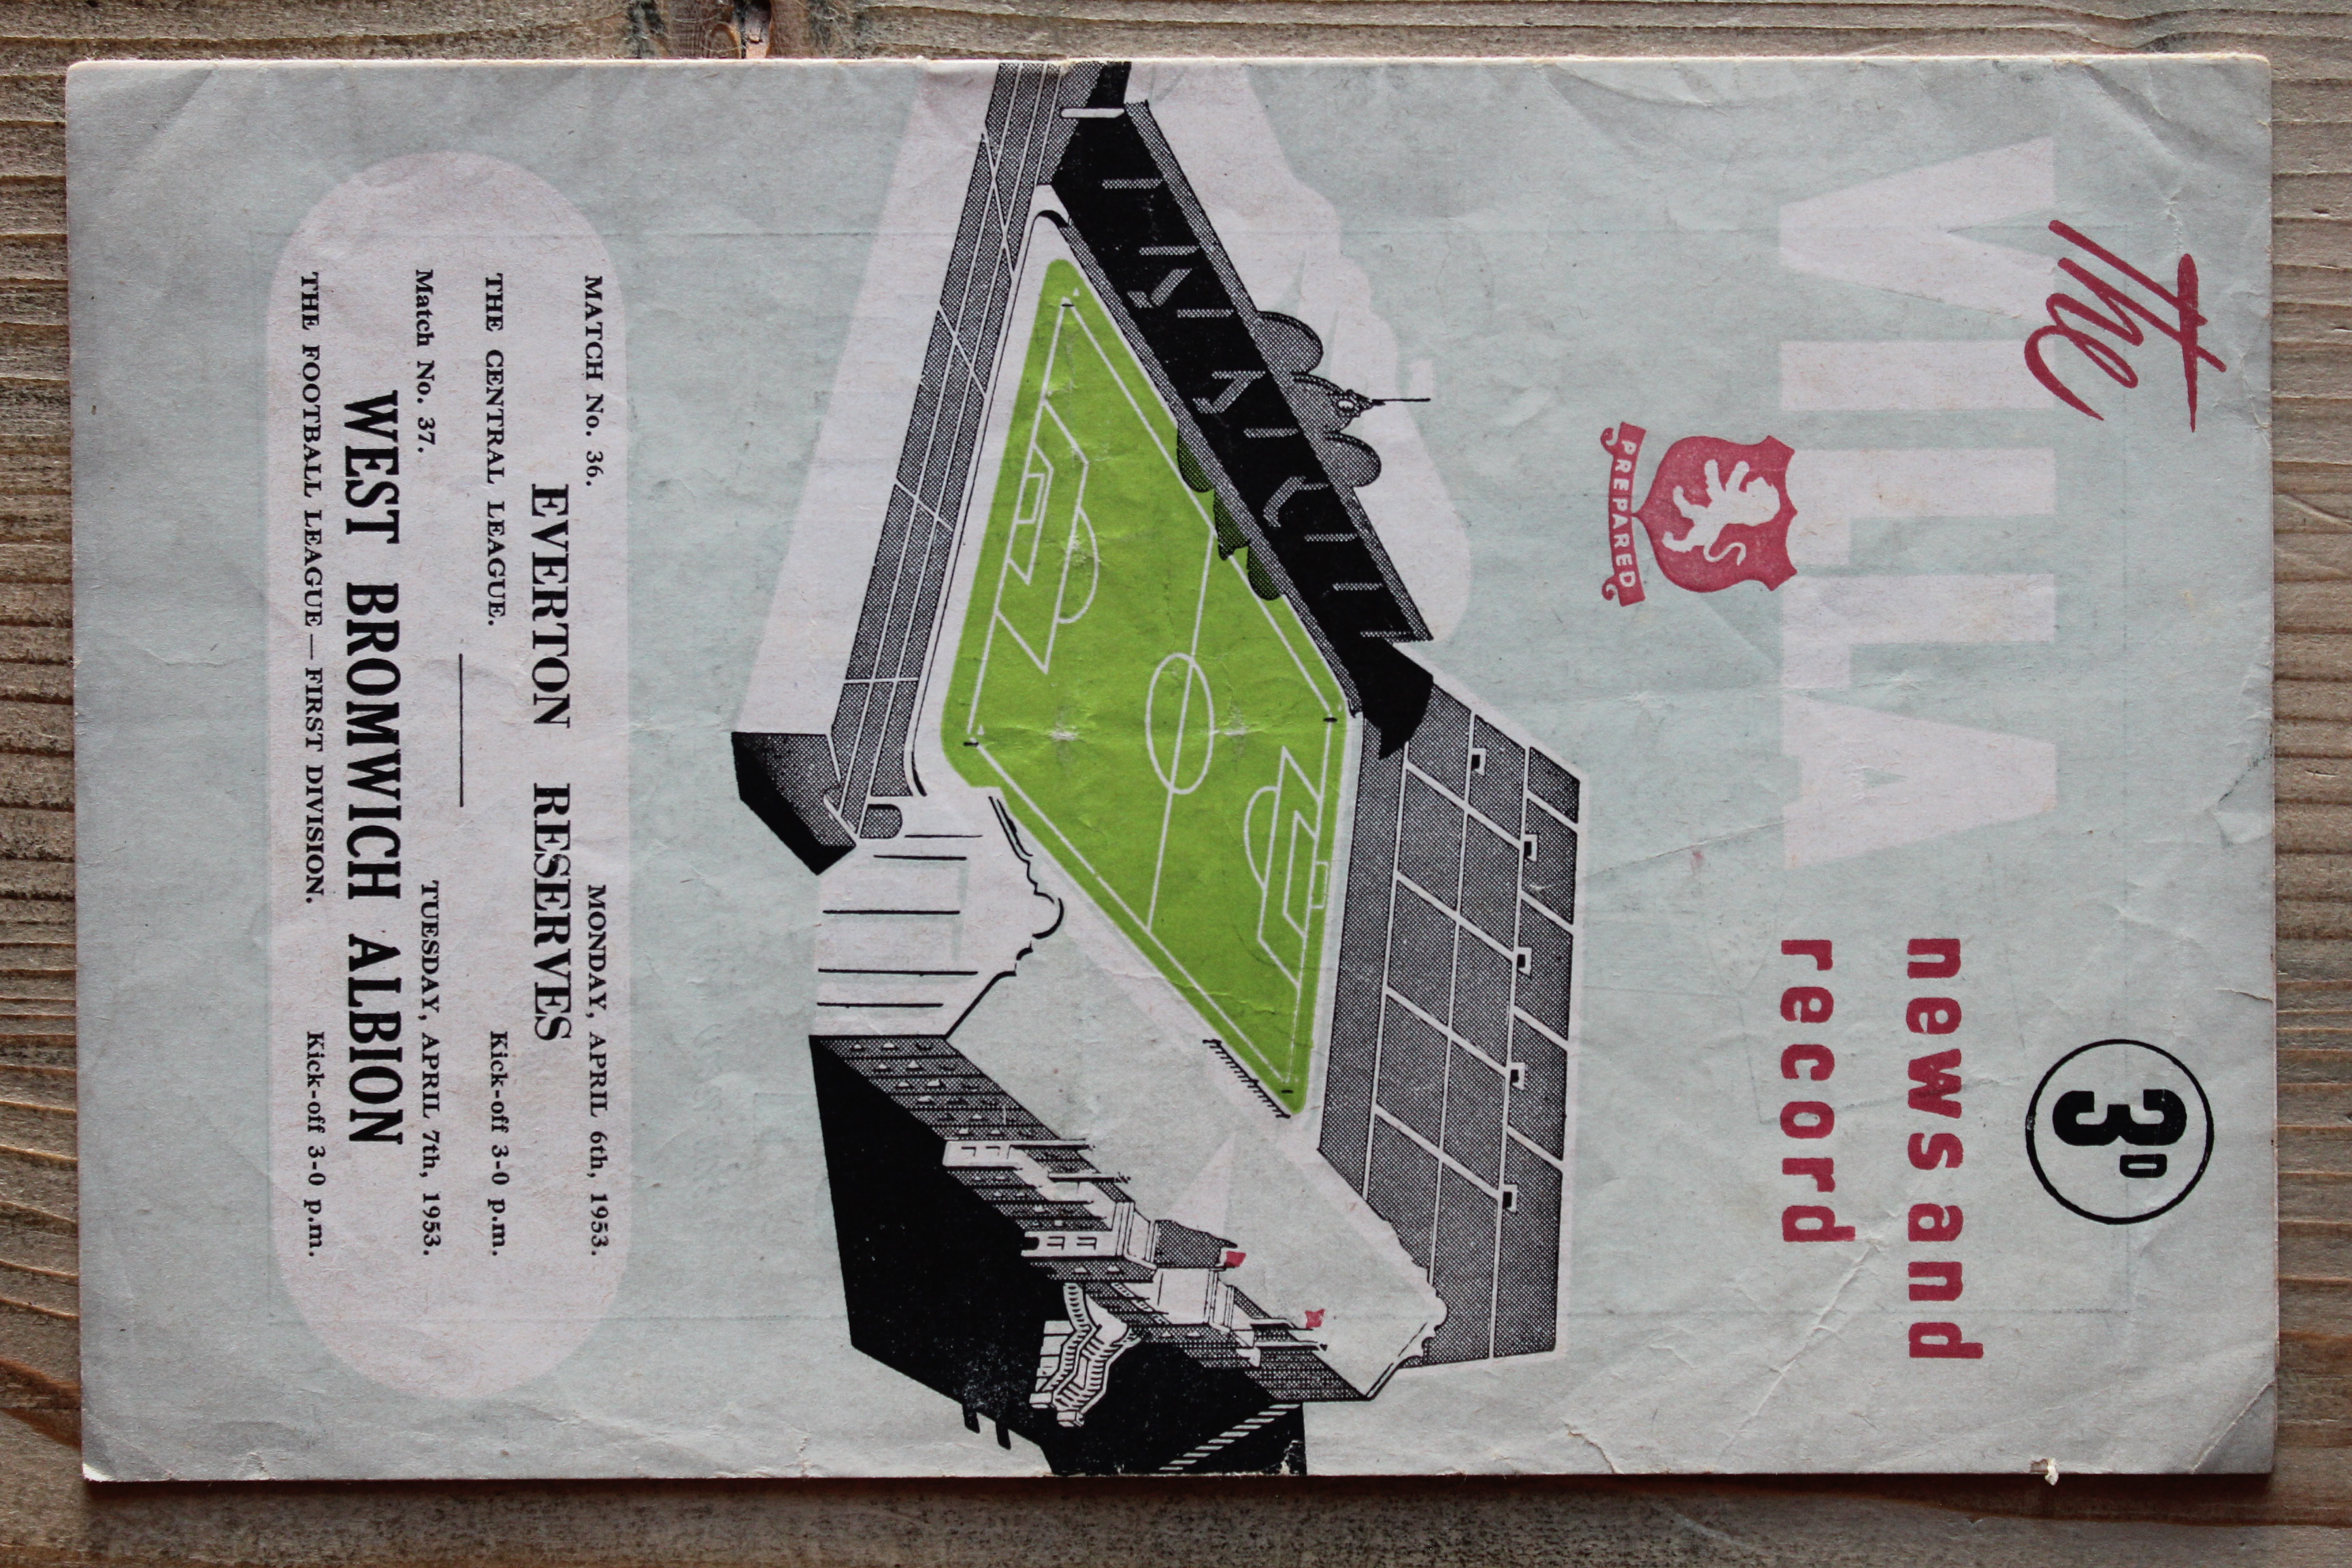 The
3D
VILLA
news and
record
PREPARED
MATCH No. 36. MONDAY, APRIL 6th, 1953.
EVERTON RESERVES
THE CENTRAL LEAGUE. Kick-off 3-0 p.m.
Match No. 37. TUESDAY, APRIL 7th, 1953.
WEST BROMWICH ALBION
THE FOOTBALL LEAGUE—FIRST DIVISION. Kick-off 3-0 p.m.